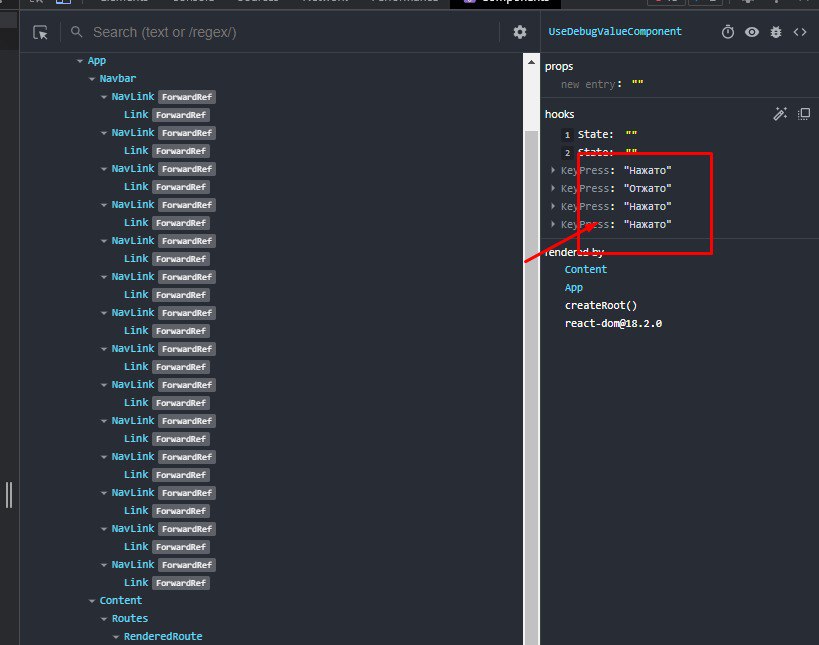 Components
Search (text or /regex/)
App
Navbar
NavLink ForwardRef
Link ForwardRef
NavLink ForwardRef
Link ForwardRef
NavLink ForwardRef
Link ForwardRef
NavLink ForwardRef
Link ForwardRef
NavLink ForwardRef
Link ForwardRef
NavLink ForwardRef
Link ForwardRef
NavLink ForwardRef
Link ForwardRef
NavLink ForwardRef
Link ForwardRef
NavLink ForwardRef
Link ForwardRef
NavLink ForwardRef
Link ForwardRef
NavLink ForwardRef
Link ForwardRef
NavLink ForwardRef
Link ForwardRef
NavLink ForwardRef
Link ForwardRef
NavLink ForwardRef
Link ForwardRef
Content
Routes
RenderedRoute
UseDebugValueComponent
props
new entry: ""
hooks
1 State: ""
2 State: ""
KeyPress: "Нажато"
KeyPress: "Отжато"
KeyPress: "Нажато"
KeyPress: "Нажато"
rendered by
Content
App
createRoot()
react-dom@18.2.0